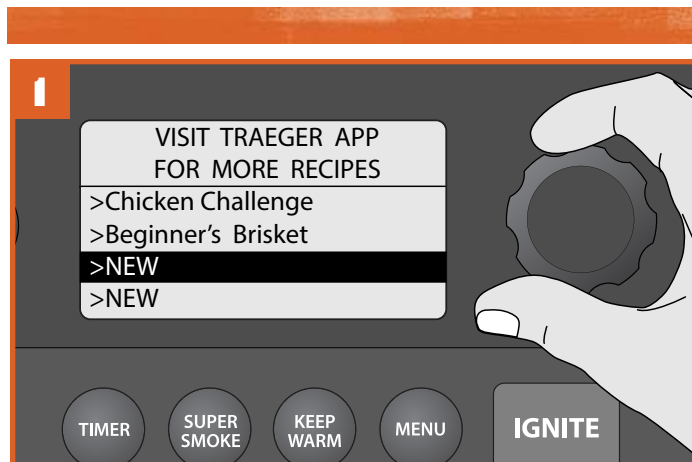 1
VISIT TRAEGER APP
FOR MORE RECIPES
>Chicken Challenge
>Beginner's Brisket
>NEW
>NEW
TIMER
SUPER
SMOKE
KEEP
WARM
MENU
IGNITE